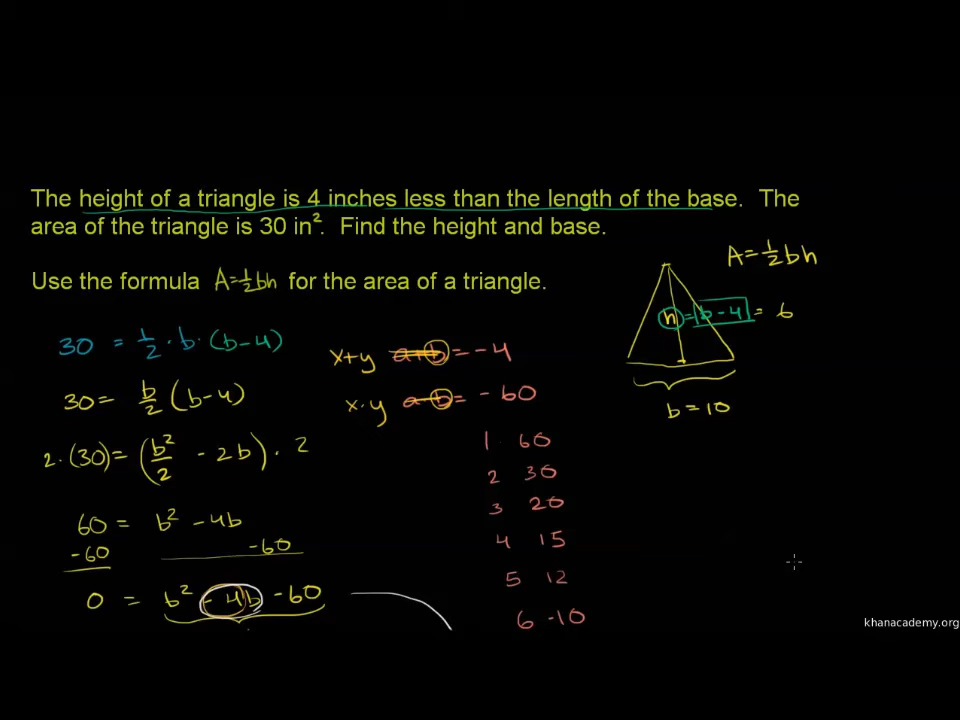 The height of a triangle is 4 inches less than the length of the base. The
area of the triangle is 30 in². Find the height and base.
A=½bh
Use the formula A=½bh for the area of a triangle.
h = b-4 = 6
b=10
30 = ½·b·(b-4)
30= b/2 (b-4)
2·(30)= (b²/2 - 2b)·2
60 = b² -4b
-60 -60
0 = b² -4b -60
x+y a+b = -4
x·y a·b = -60
1 60
2 30
3 20
4 15
5 12
6 -10
khanacademy.org